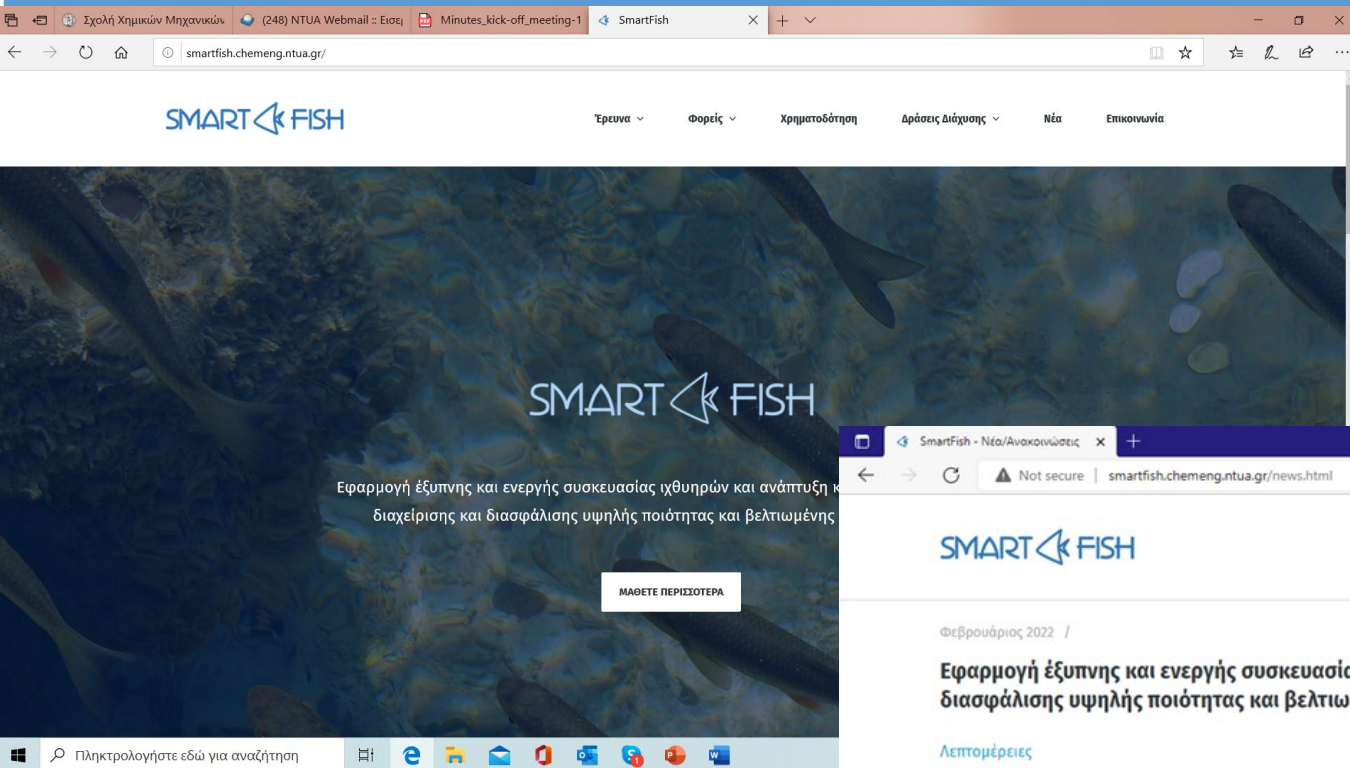 Σχολή Χημικών Μηχανικών
(248) NTUA Webmail :: Εισερ
Minutes_kick-off_meeting-1
SmartFish
smartfish.chemeng.ntua.gr/
SMART FISH
Έρευνα
Φορείς
Χρηματοδότηση
Δράσεις Διάχυσης
Νέα
Επικοινωνία
SMART FISH
Εφαρμογή έξυπνης και ενεργής συσκευασίας ιχθυηρών και ανάπτυξη κ
διαχείρισης και διασφάλισης υψηλής ποιότητας και βελτιωμένης
ΜΑΘΕΤΕ ΠΕΡΙΣΣΟΤΕΡΑ
Πληκτρολογήστε εδώ για αναζήτηση
SmartFish - Νέα/Ανακοινώσεις
Not secure | smartfish.chemeng.ntua.gr/news.html
SMART FISH
Φεβρουάριος 2022 /
Εφαρμογή έξυπνης και ενεργής συσκευασία
διασφάλισης υψηλής ποιότητας και βελτιω
Λεπτομέρειες